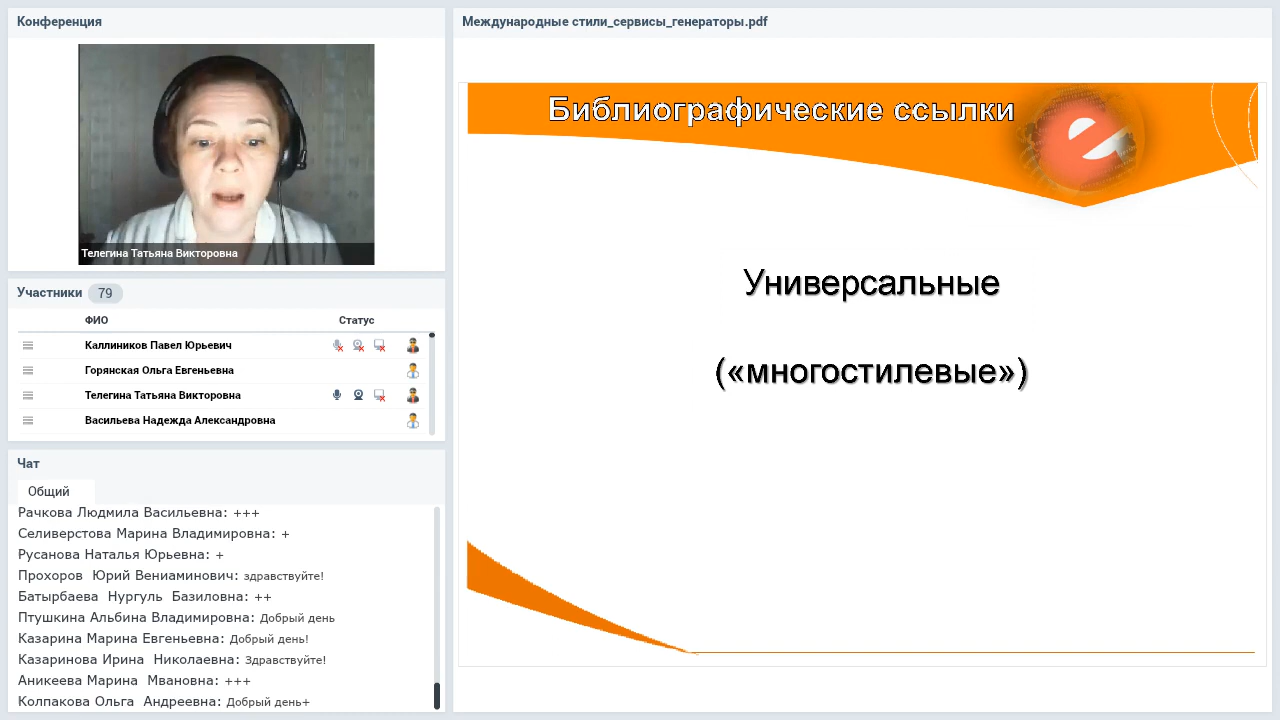 Конференция
Телегина Татьяна Викторовна
Участники 79
ФИО Статус
Каллиников Павел Юрьевич
Горянская Ольга Евгеньевна
Телегина Татьяна Викторовна
Васильева Надежда Александровна
Чат
Общий
Рачкова Людмила Васильевна: +++
Селиверстова Марина Владимировна: +
Русанова Наталья Юрьевна: +
Прохоров Юрий Вениаминович: здравствуйте!
Батырбаева Нургуль Базиловна: ++
Птушкина Альбина Владимировна: Добрый день
Казарина Марина Евгеньевна: Добрый день!
Казаринова Ирина Николаевна: Здравствуйте!
Аникеева Марина Мвановна: +++
Колпакова Ольга Андреевна: Добрый день+
Международные стили_сервисы_генераторы.pdf
Библиографические ссылки
Универсальные
(«многостилевые»)